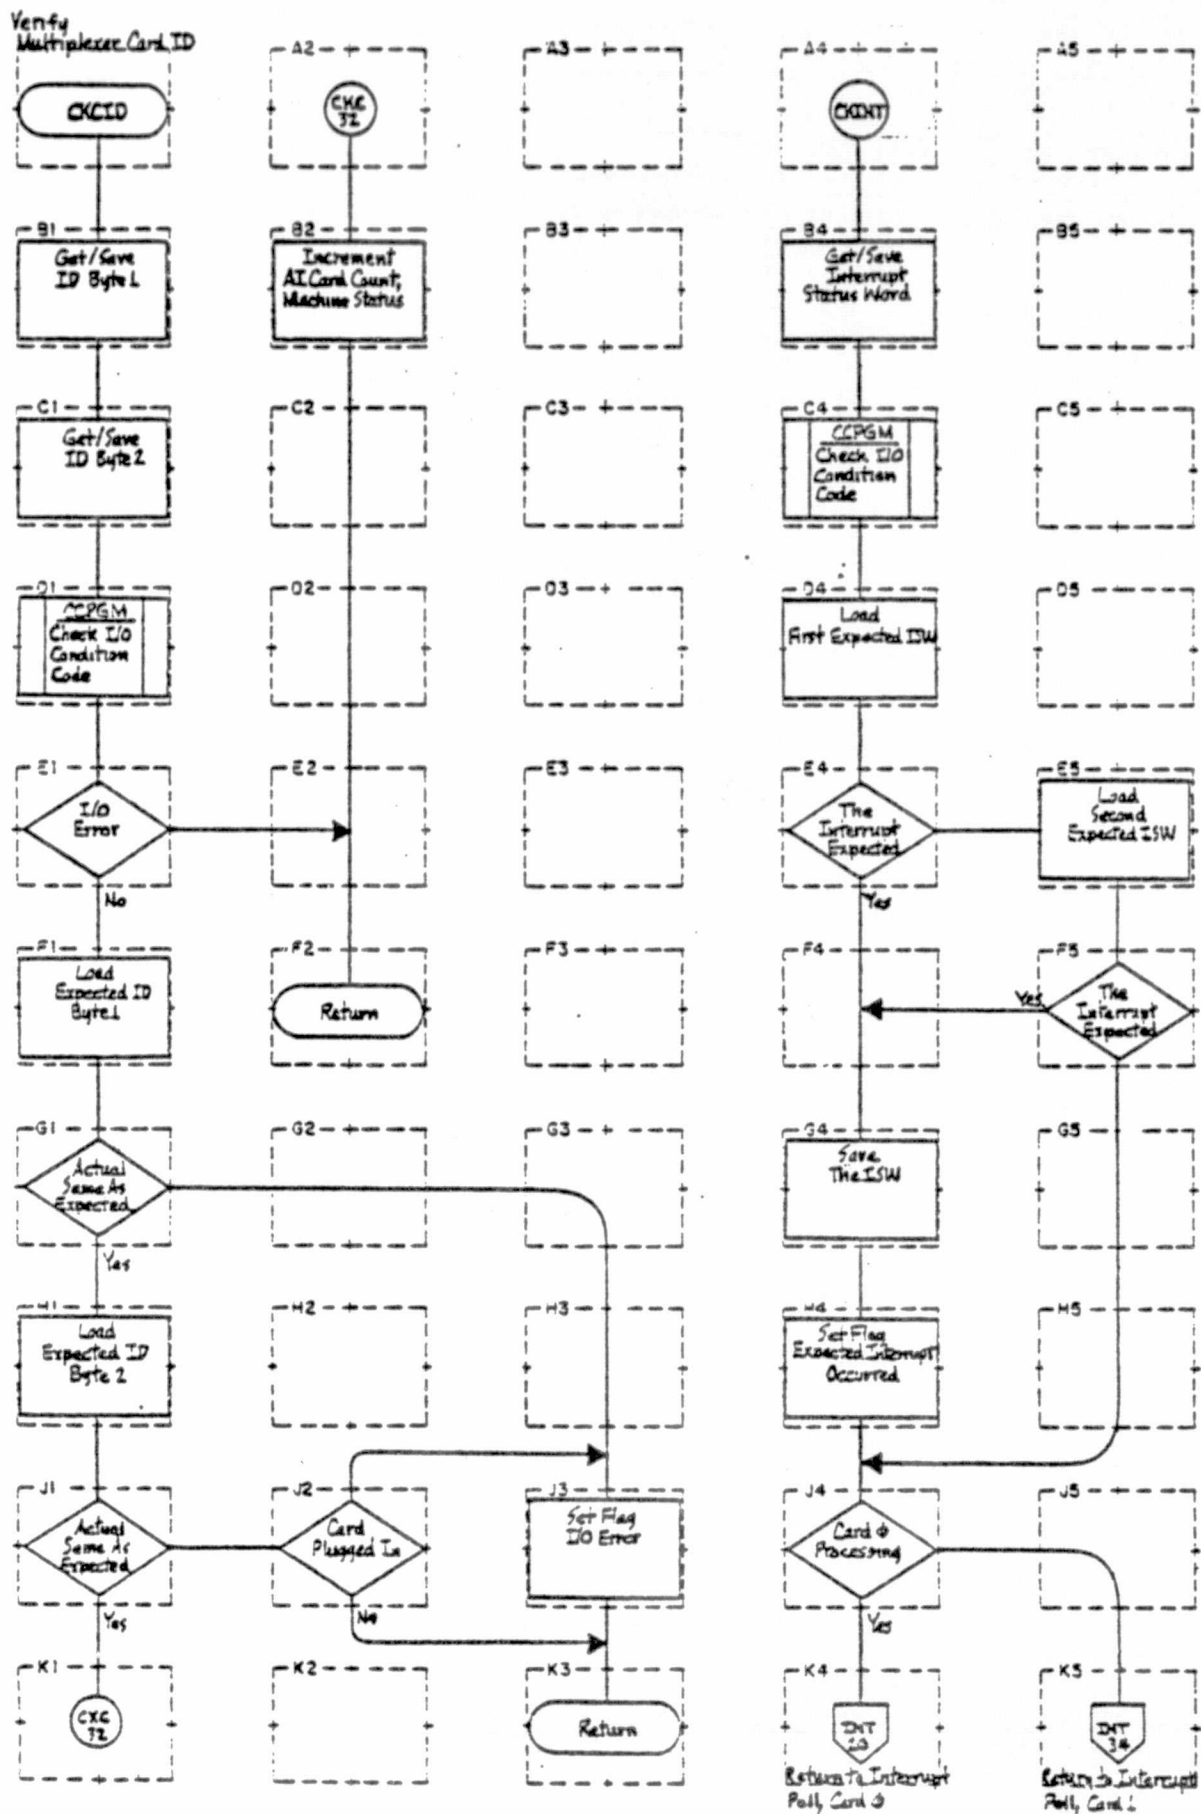 Verify
Multiplexer Card ID
A2
A3
A4
A5
CKCID
CKC
32
CKINT
B1
B2
B3
B4
B5
Get/Save
ID Byte 1
Increment
AI Card Count,
Machine Status
Get/Save
Interrupt
Status Word
C1
C2
C3
C4
C5
Get/Save
ID Byte 2
CCPGM
Check I/O
Condition
Code
D1
D2
D3
D4
D5
CCPGM
Check I/O
Condition
Code
Load
First Expected ISW
E1
E2
E3
E4
E5
I/O
Error
No
The
Interrupt
Expected
Yes
Load
Second
Expected ISW
F1
F2
F3
F4
F5
Load
Expected ID
Byte 1
Return
Yes
The
Interrupt
Expected
G1
G2
G3
G4
G5
Actual
Same As
Expected
Yes
Save
The ISW
H1
H2
H3
H4
H5
Load
Expected ID
Byte 2
Set Flag
Expected Interrupt
Occurred
J1
J2
J3
J4
J5
Actual
Same As
Expected
Yes
Card
Plugged In
No
Set Flag
I/O Error
Card φ
Processing
Yes
K1
K2
K3
K4
K5
CKC
32
Return
INT
INT
34
Return to Interrupt
Poll, Card φ
Return to Interrupt
Poll, Card 1